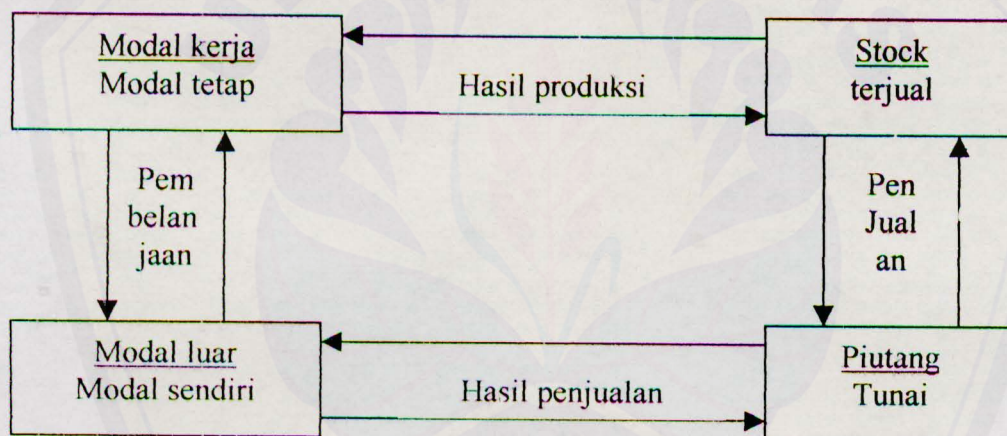 Modal kerja
Modal tetap
Hasil produksi
Stock
terjual
Pem
belan
jaan
Pen
Jual
an
Modal luar
Modal sendiri
Hasil penjualan
Piutang
Tunai